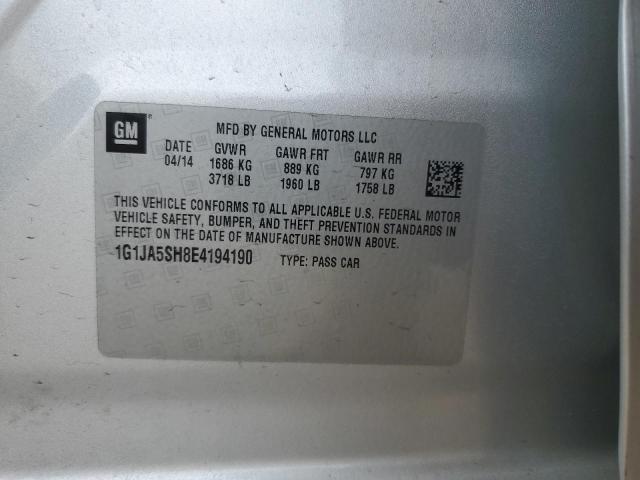 GM
MFD BY GENERAL MOTORS LLC
DATE GVWR GAWR FRT GAWR RR
04/14 1686 KG 889 KG 797 KG
3718 LB 1960 LB 1758 LB
THIS VEHICLE CONFORMS TO ALL APPLICABLE U.S. FEDERAL MOTOR
VEHICLE SAFETY, BUMPER, AND THEFT PREVENTION STANDARDS IN
EFFECT ON THE DATE OF MANUFACTURE SHOWN ABOVE.
1G1JA5SH8E4194190 TYPE: PASS CAR